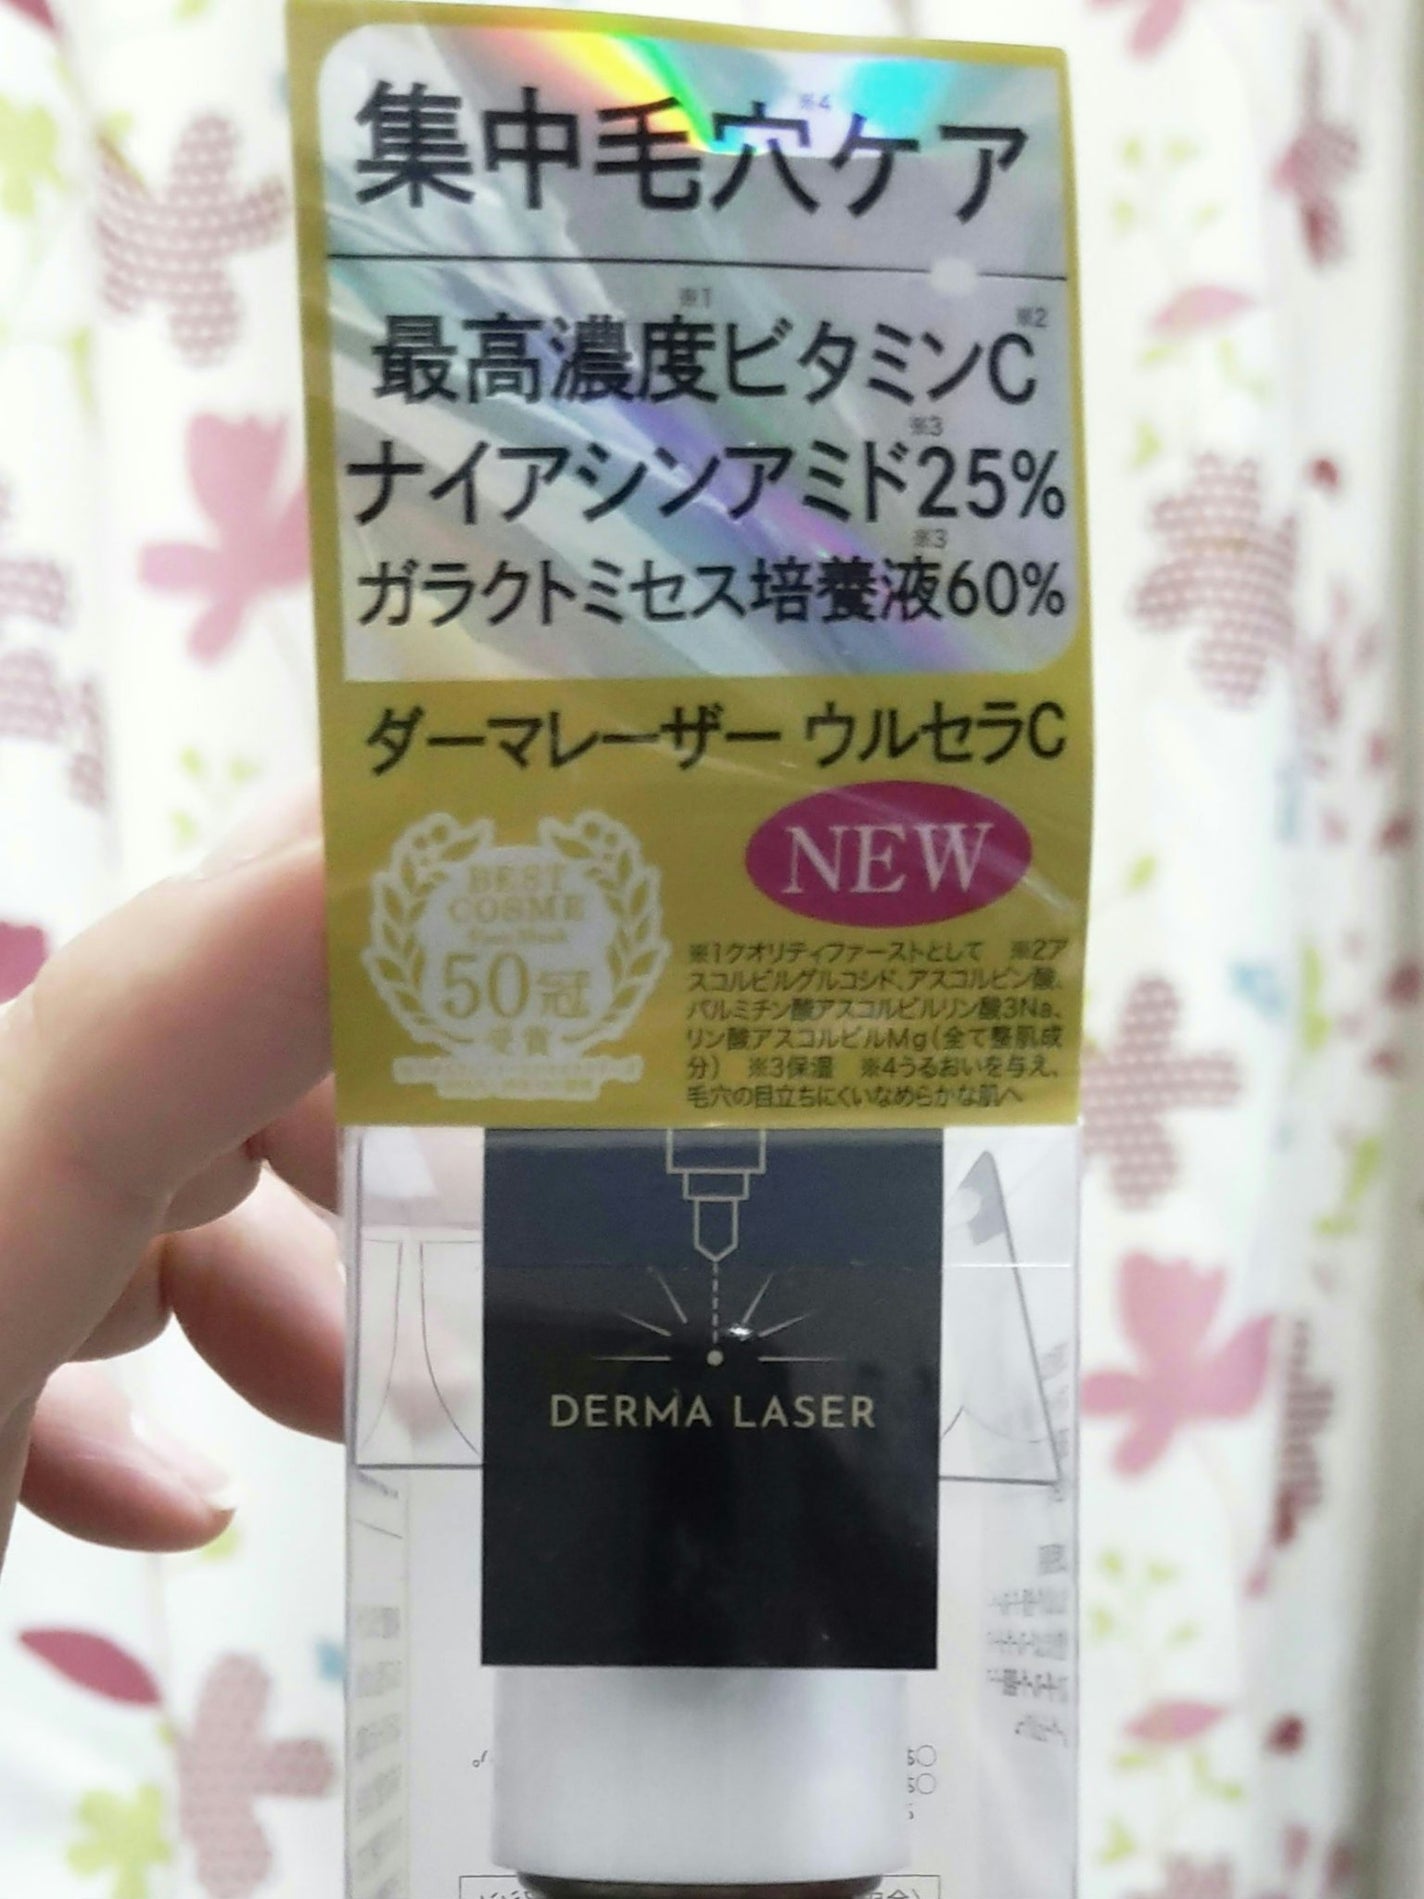 集中毛穴ケア※4
最高濃度※1ビタミンC※2
ナイアシンアミド※325%
ガラクトミセス培養液※360%
ダーマレーザー ウルセラC
NEW
BEST
COSME
50冠
受賞
※1クオリティファーストとして ※2ア
スコルビルグルコシド、アスコルビン酸、
パルミチン酸アスコルビルリン酸3Na、
リン酸アスコルビルMg(全て整肌成
分) ※3保湿 ※4うるおいを与え、
毛穴の目立ちにくいなめらかな肌へ
DERMA LASER